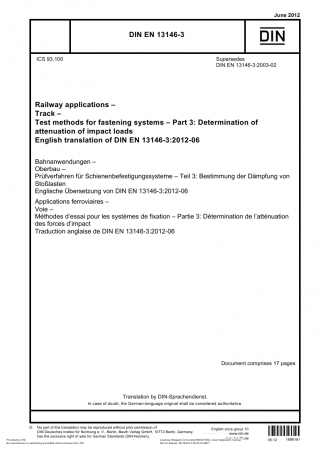 June 2012
DIN EN 13146-3
DIN
ICS 93.100
Supersedes
DIN EN 13146-3:2003-02
Railway applications –
Track –
Test methods for fastening systems – Part 3: Determination of
attenuation of impact loads
English translation of DIN EN 13146-3:2012-06
Bahnanwendungen –
Oberbau –
Prüfverfahren für Schienenbefestigungssysteme – Teil 3: Bestimmung der Dämpfung von
Stoßlasten
Englische Übersetzung von DIN EN 13146-3:2012-06
Applications ferroviaires –
Voie –
Méthodes d'essai pour les systèmes de fixation – Partie 3: Détermination de l'atténuation
des forces d'impact
Traduction anglaise de DIN EN 13146-3:2012-06
Document comprises 17 pages
Translation by DIN-Sprachendienst.
In case of doubt, the German-language original shall be considered authoritative.
© No part of this translation may be reproduced without prior permission of
DIN Deutsches Institut für Normung e. V., Berlin. Beuth Verlag GmbH, 10772 Berlin, Germany,
has the exclusive right of sale for German Standards (DIN-Normen).
English price group 10
www.din.de